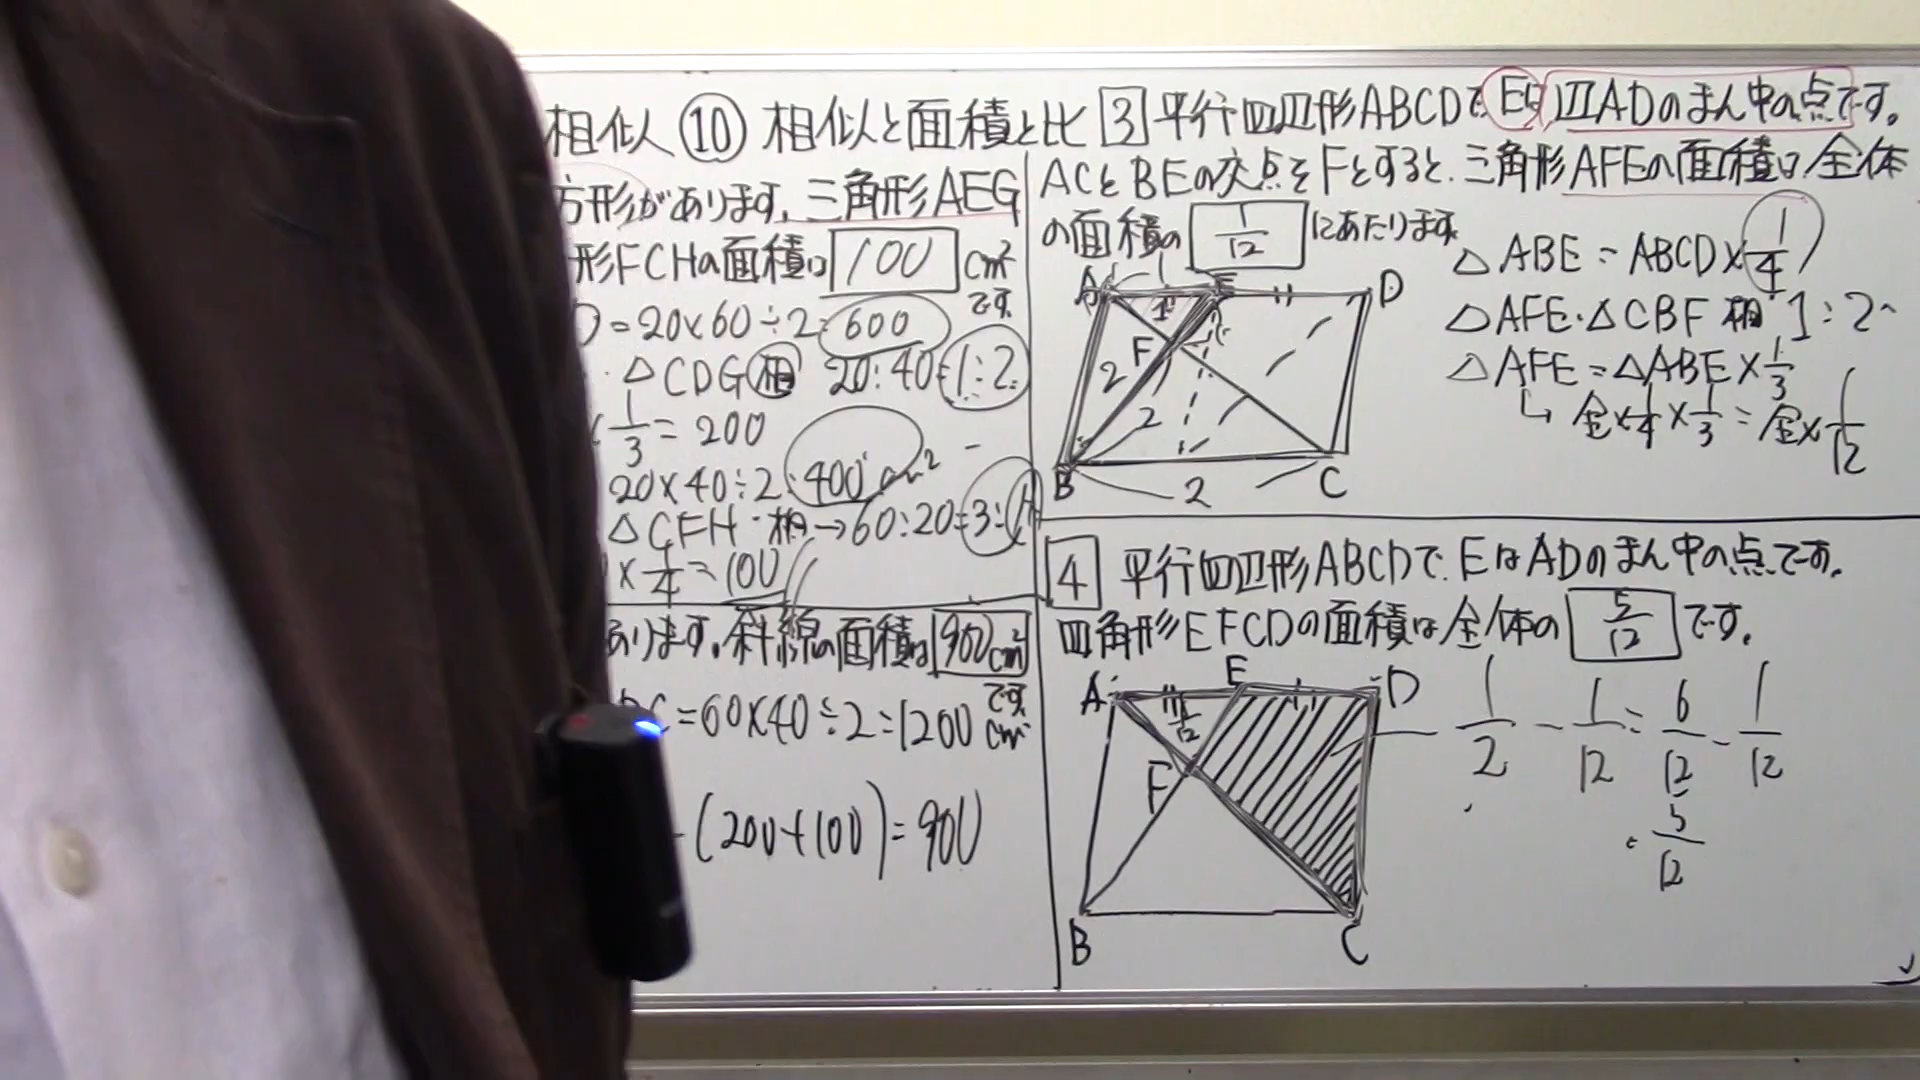 相似 ⑩ 相似と面積と比
方形があります。三角形AEG
形FCHの面積は 100 cm²
です
=20×60÷2=600
△CDG 相 20:40=1:2
1/3=200
20×40÷2=400cm²
△CFH 相→60:20=3:1
×1/4=100
あります。斜線の面積は 900cm²
です
=60×40÷2=1200cm²
-(200+100)=900
3 平行四辺形ABCDで、Eは辺ADのまん中の点です。
ACとBEの交点をFとすると、三角形AFEの面積は全体
の面積の 1/12 にあたります
△ABE=ABCD×1/4
△AFE・△CBF 相 1:2
△AFE=△ABE×1/3
↳ 全×1/4×1/3=全×1/12
A 1 E D
1
F
2
2
B 2 C
4 平行四辺形ABCDで、EはADのまん中の点です。
四角形EFCDの面積は全体の 5/12 です。
A E D
1/12
F
B C
1/2-1/12=6/12-1/12
5/12